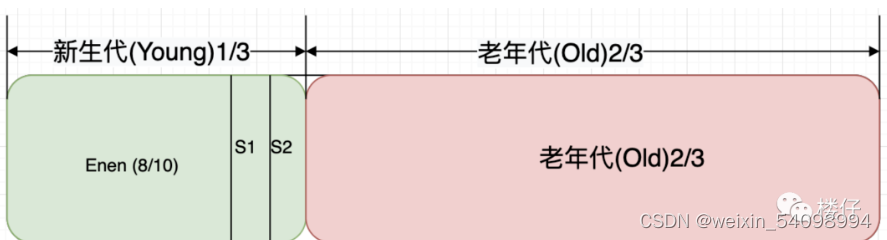 新生代(Young)1/3
老年代(Old)2/3
Enen (8/10)
S1
S2
老年代(Old)2/3
楼仔
CSDN @weixin_54098994